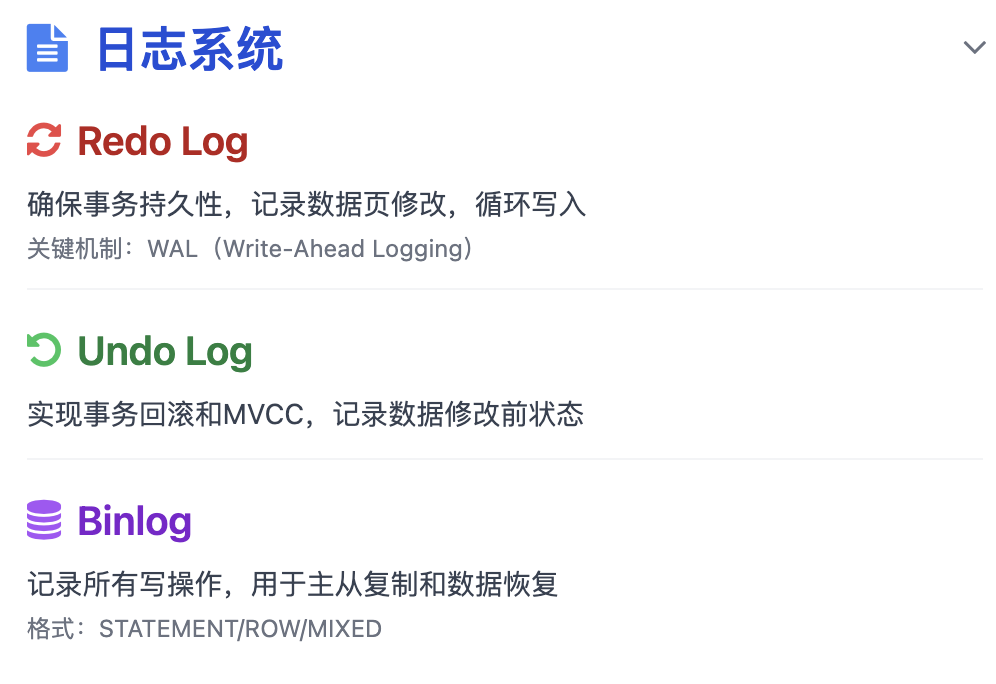 日志系统
Redo Log
确保事务持久性，记录数据页修改，循环写入
关键机制：WAL（Write-Ahead Logging）
Undo Log
实现事务回滚和MVCC，记录数据修改前状态
Binlog
记录所有写操作，用于主从复制和数据恢复
格式：STATEMENT/ROW/MIXED